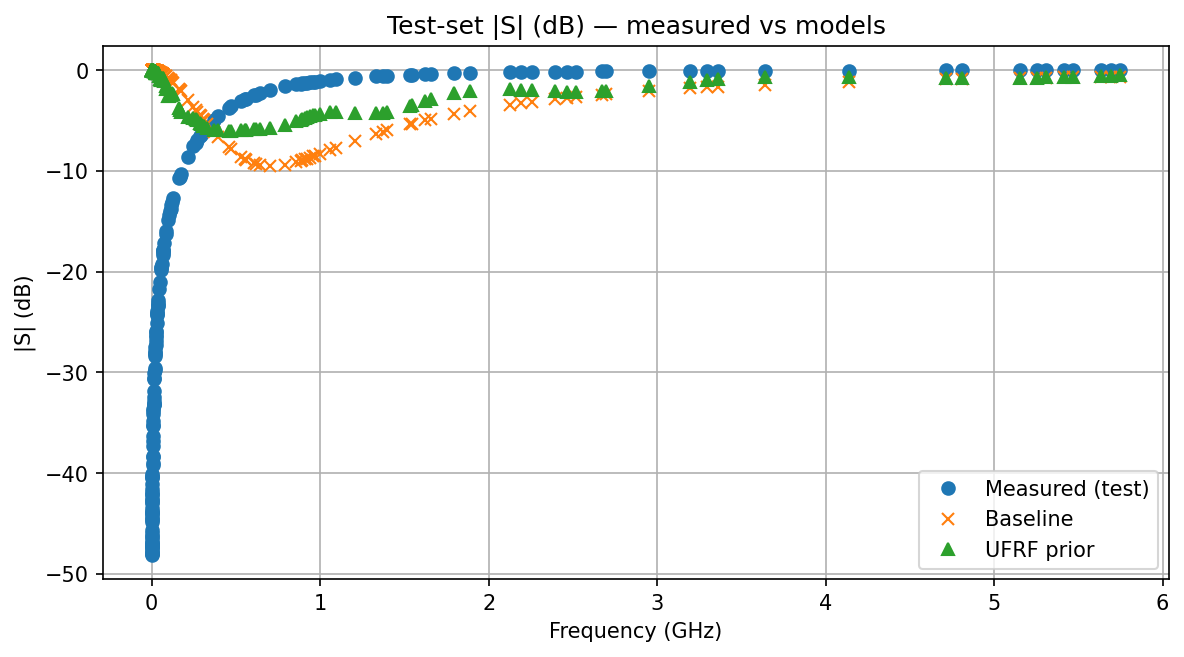 Test-set |S| (dB) — measured vs models
|S| (dB)
0
−10
−20
−30
−40
−50
0 1 2 3 4 5 6
Frequency (GHz)
Measured (test)
Baseline
UFRF prior